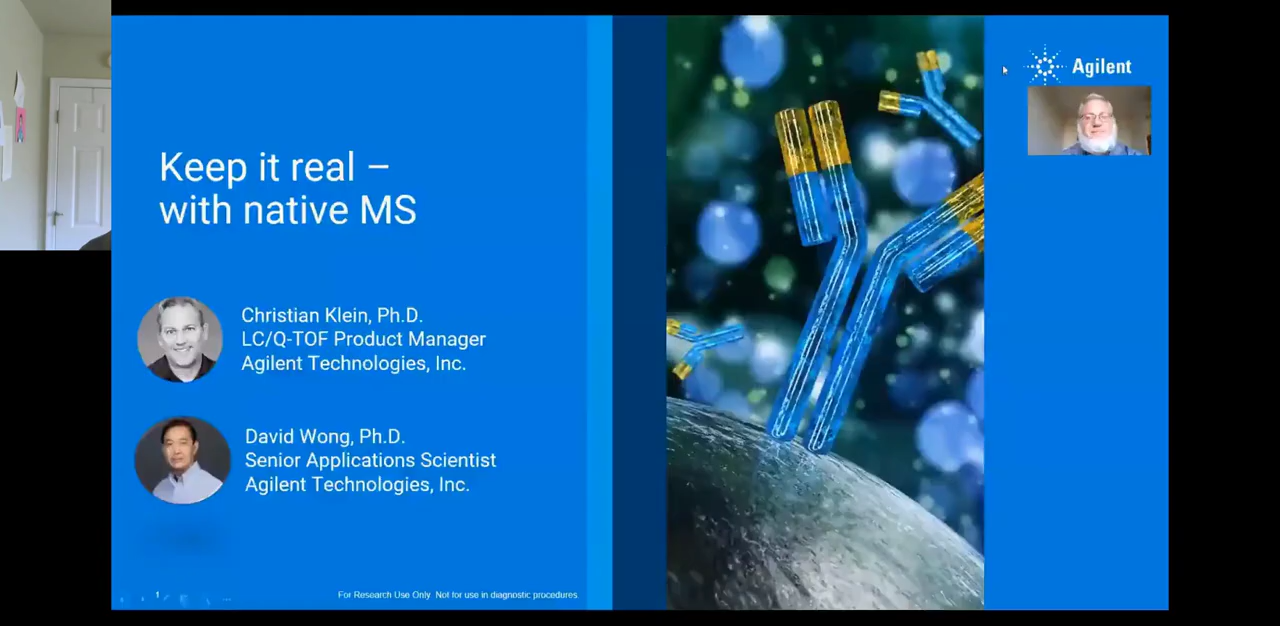 Keep it real –
with native MS
Christian Klein, Ph.D.
LC/Q-TOF Product Manager
Agilent Technologies, Inc.
David Wong, Ph.D.
Senior Applications Scientist
Agilent Technologies, Inc.
1
For Research Use Only. Not for use in diagnostic procedures.
Agilent